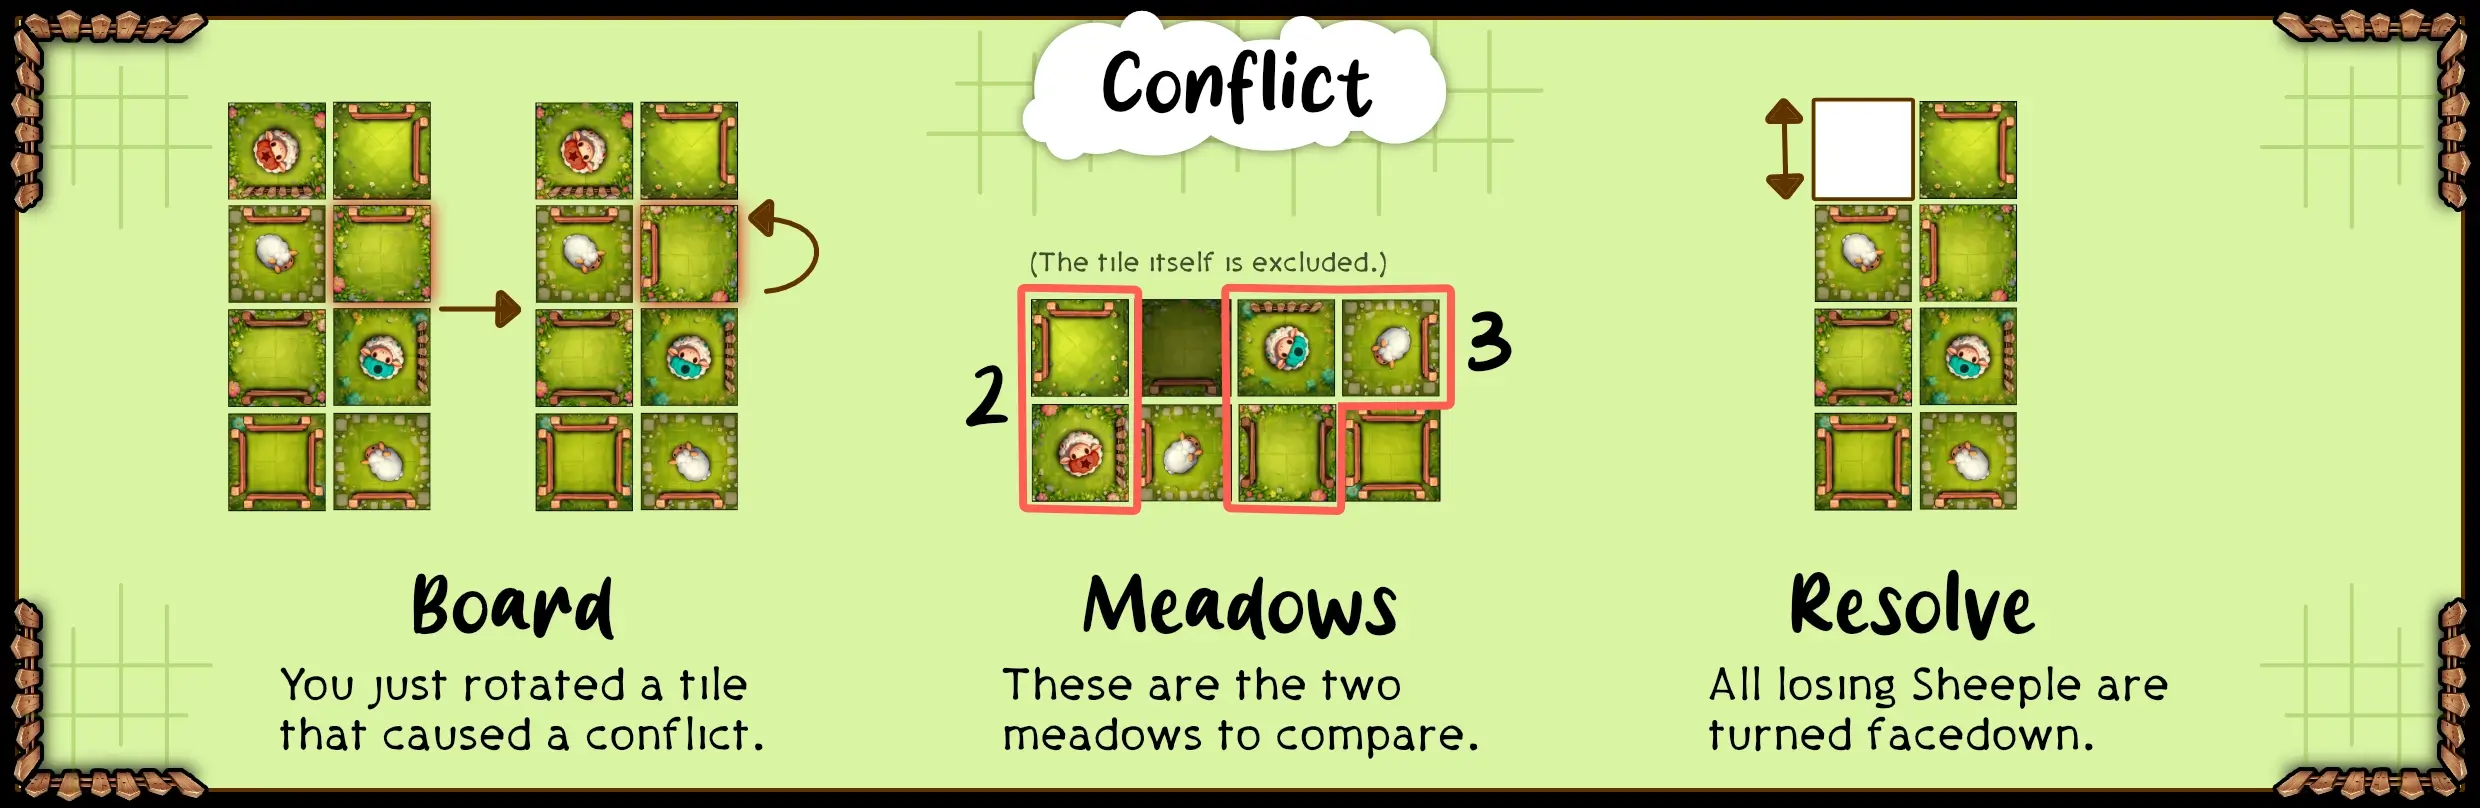 Conflict
(The tile itself is excluded.)
2
3
Board
You just rotated a tile
that caused a conflict.
Meadows
These are the two
meadows to compare.
Resolve
All losing Sheeple are
turned facedown.